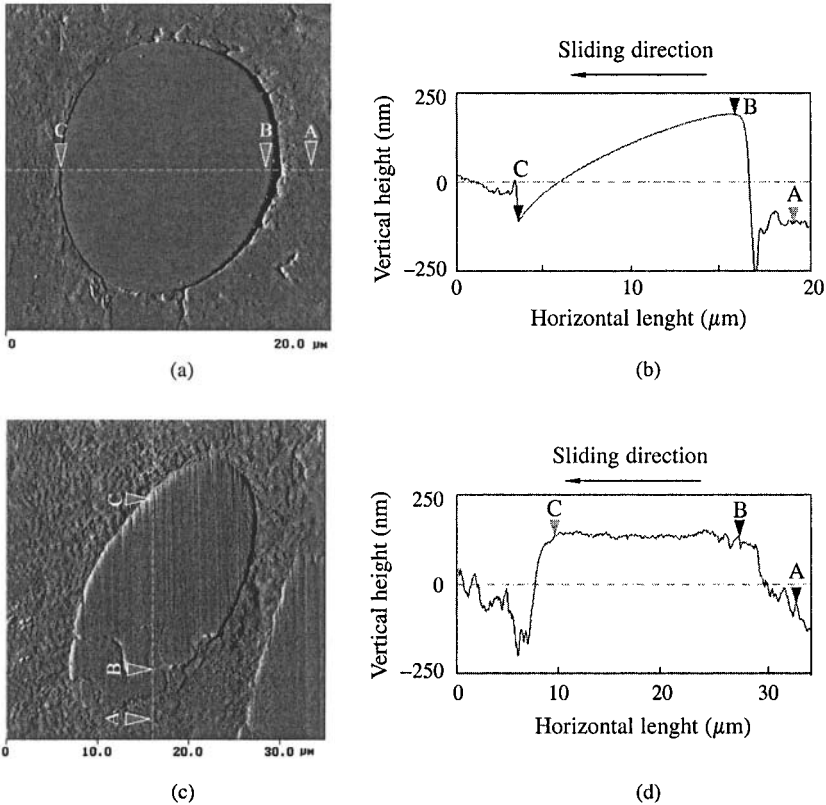 C B A
0 20.0 μM
(a)
Sliding direction
Vertical height (nm)
250
0
−250
C
B
A
0 10 20
Horizontal lenght (μm)
(b)
C
B
A
0 10.0 20.0 30.0 μM
(c)
Sliding direction
Vertical height (nm)
250
0
−250
C
B
A
0 10 20 30
Horizontal lenght (μm)
(d)